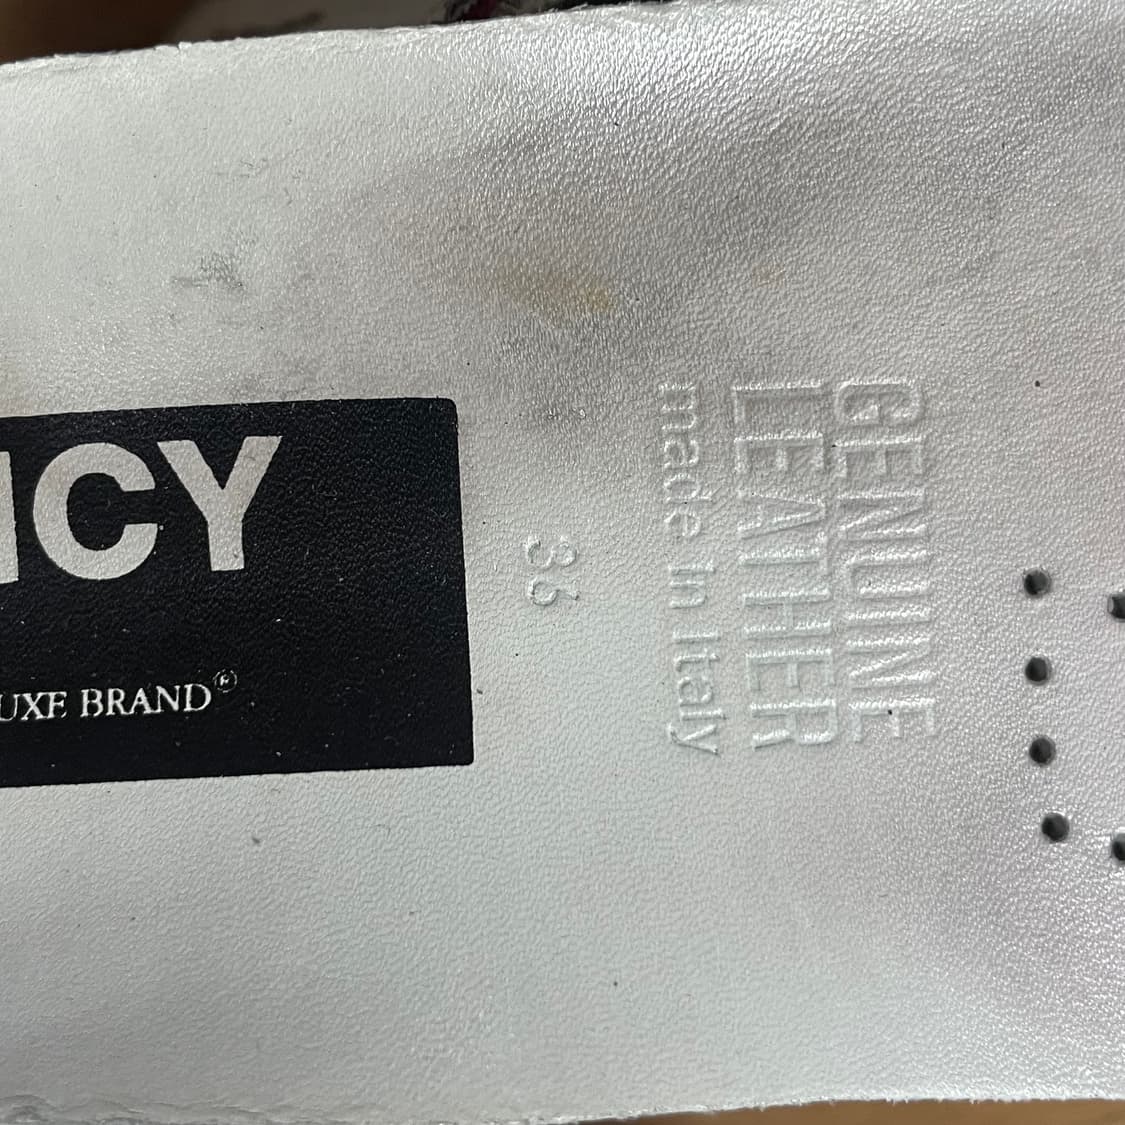 ICY
UXE BRAND®
36
GENUINE
LEATHER
made In Italy